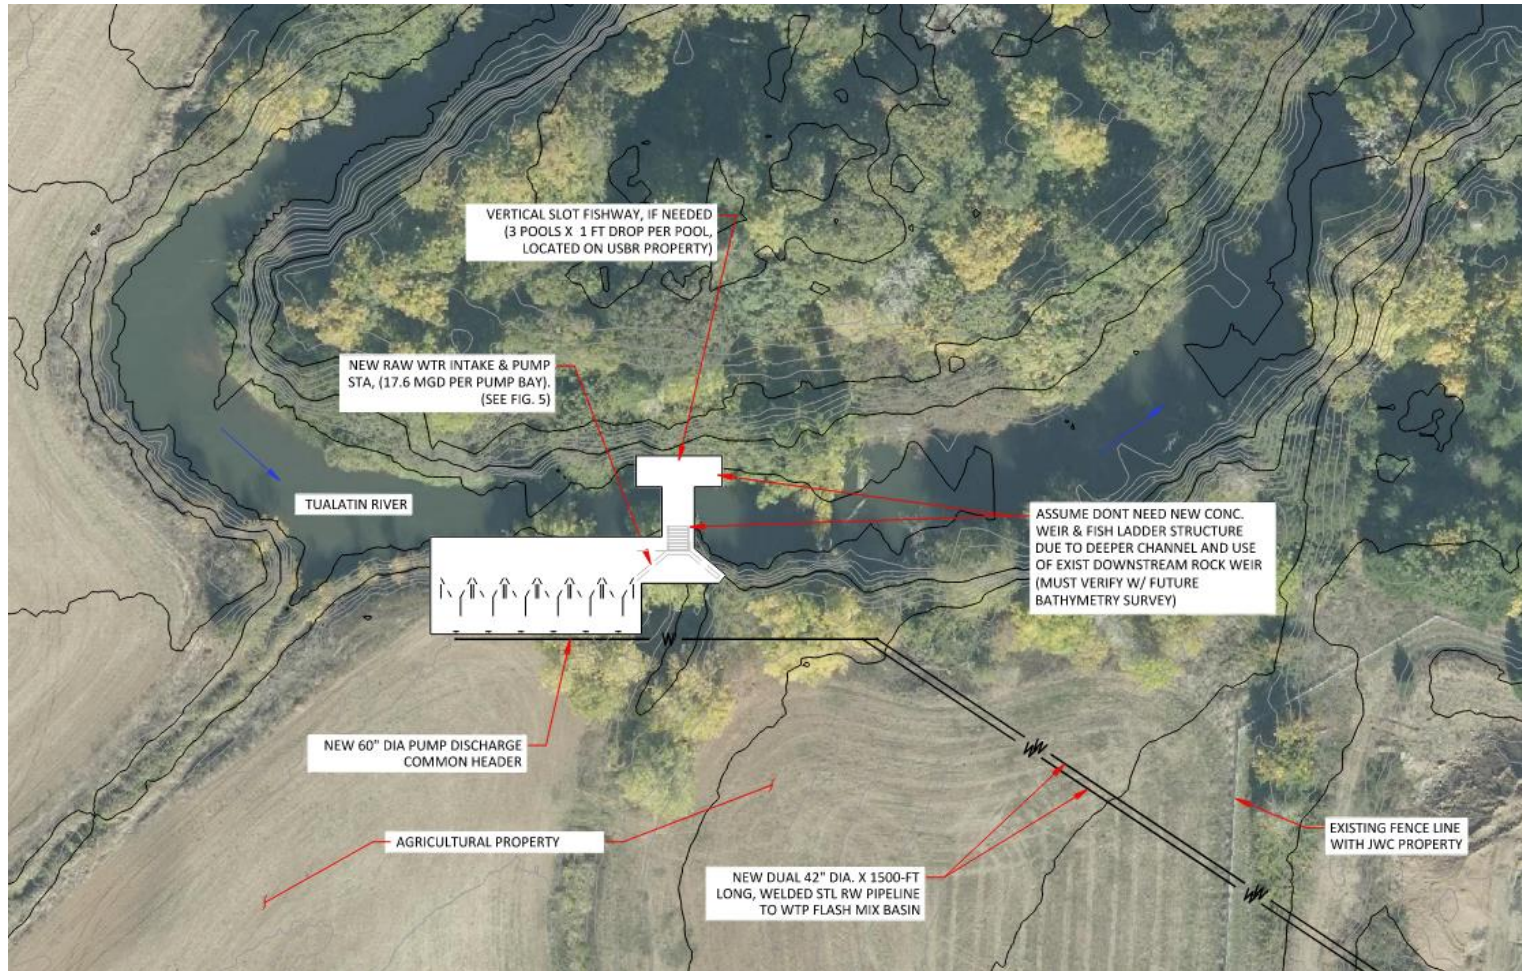 VERTICAL SLOT FISHWAY, IF NEEDED
(3 POOLS X 1 FT DROP PER POOL,
LOCATED ON USBR PROPERTY)
NEW RAW WTR INTAKE & PUMP
STA, (17.6 MGD PER PUMP BAY).
(SEE FIG. 5)
TUALATIN RIVER
ASSUME DONT NEED NEW CONC.
WEIR & FISH LADDER STRUCTURE
DUE TO DEEPER CHANNEL AND USE
OF EXIST DOWNSTREAM ROCK WEIR
(MUST VERIFY W/ FUTURE
BATHYMETRY SURVEY)
W
NEW 60" DIA PUMP DISCHARGE
COMMON HEADER
W W
AGRICULTURAL PROPERTY
EXISTING FENCE LINE
WITH JWC PROPERTY
NEW DUAL 42" DIA. X 1500-FT
LONG, WELDED STL RW PIPELINE
TO WTP FLASH MIX BASIN
W W